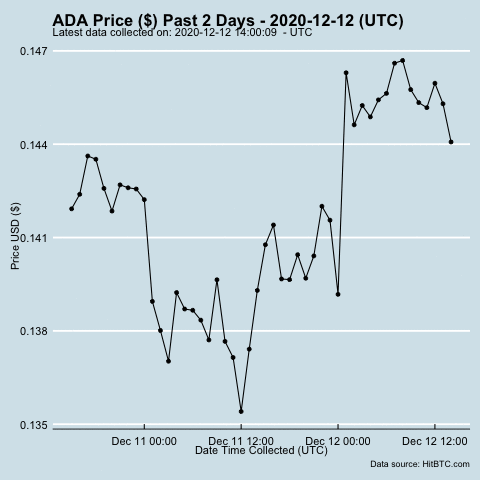 ADA Price ($) Past 2 Days - 2020-12-12 (UTC)
Latest data collected on: 2020-12-12 14:00:09 - UTC
0.147
0.144
0.141
0.138
0.135
Price USD ($)
Dec 11 00:00 Dec 11 12:00 Dec 12 00:00 Dec 12 12:00
Date Time Collected (UTC)
Data source: HitBTC.com